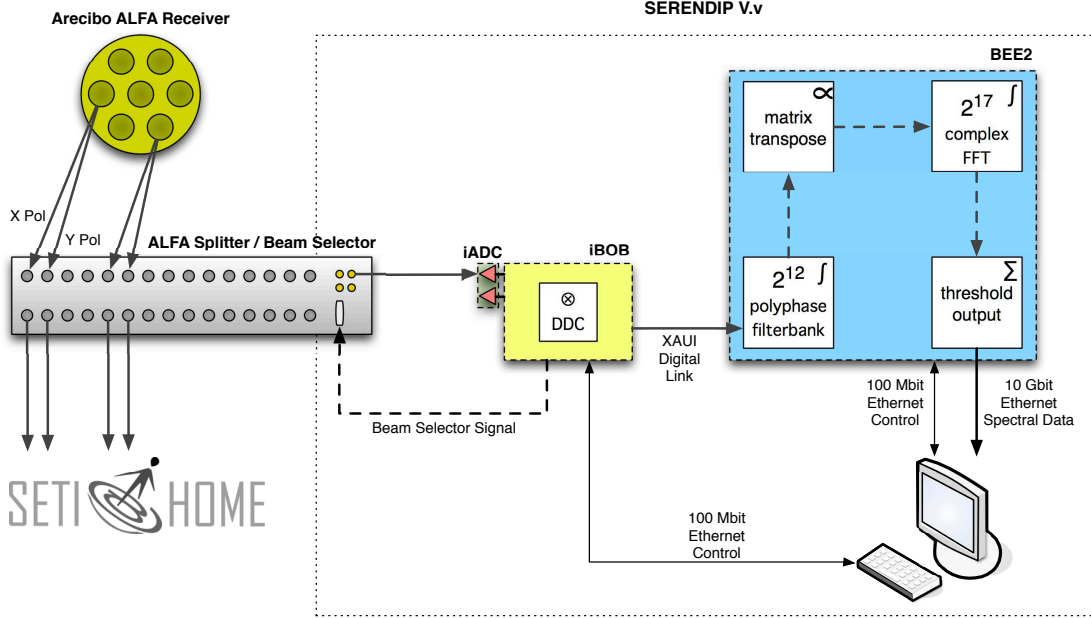 SERENDIP V.v
Arecibo ALFA Receiver
BEE2
∝
matrix
transpose
2^17 ∫
complex
FFT
X Pol
Y Pol
ALFA Splitter / Beam Selector
iADC
iBOB
⊗
DDC
2^12 ∫
polyphase
filterbank
Σ
threshold
output
XAUI
Digital
Link
100 Mbit
Ethernet
Control
10 Gbit
Ethernet
Spectral Data
Beam Selector Signal
SETI HOME
100 Mbit
Ethernet
Control